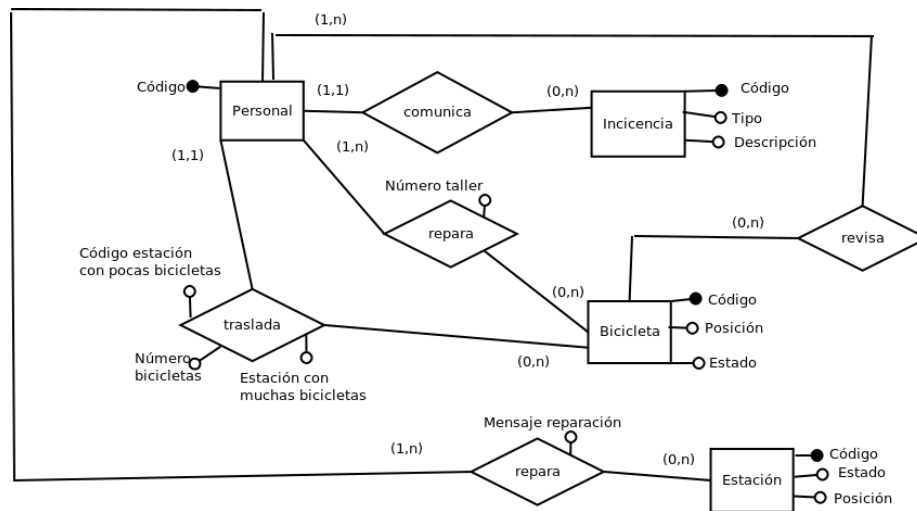 (1,n)
Código
Personal
(1,1)
comunica
(0,n)
Incicencia
Código
Tipo
Descripción
(1,1)
(1,n)
Número taller
repara
(0,n)
revisa
Código estación
con pocas bicicletas
(0,n)
Código
traslada
Bicicleta
Posición
Número
bicicletas
Estación con
muchas bicicletas
(0,n)
Estado
Mensaje reparación
(1,n)
repara
(0,n)
Estación
Código
Estado
Posición